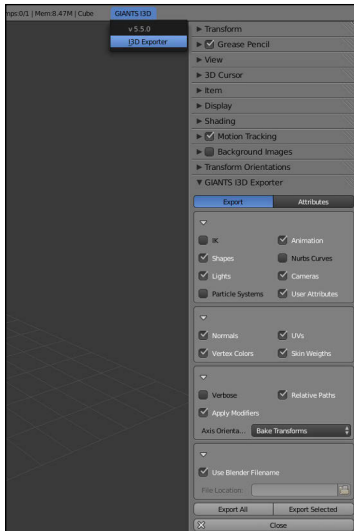 mps:0/1 | Mem:8.47M | Cube
GIANTS I3D
v 5.5.0
I3D Exporter
Transform
Grease Pencil
View
3D Cursor
Item
Display
Shading
Motion Tracking
Background Images
Transform Orientations
GIANTS I3D Exporter
Export Attributes
IK Animation
Shapes Nurbs Curves
Lights Cameras
Particle Systems User Attributes
Normals UVs
Vertex Colors Skin Weigths
Verbose Relative Paths
Apply Modifiers
Axis Orienta... Bake Transforms
Use Blender Filename
File Location:
Export All Export Selected
Close